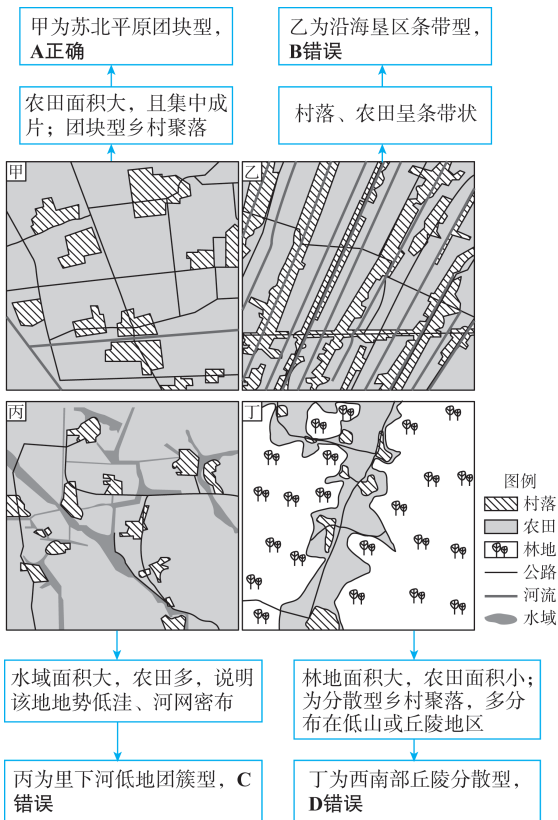 甲为苏北平原团块型，
A正确
乙为沿海垦区条带型，
B错误
农田面积大，且集中成
片；团块型乡村聚落
村落、农田呈条带状
甲
乙
丙
丁
图例
村落
农田
林地
公路
河流
水域
水域面积大，农田多，说明
该地地势低洼、河网密布
林地面积大，农田面积小；
为分散型乡村聚落，多分
布在低山或丘陵地区
丙为里下河低地团簇型，C
错误
丁为西南部丘陵分散型，
D错误